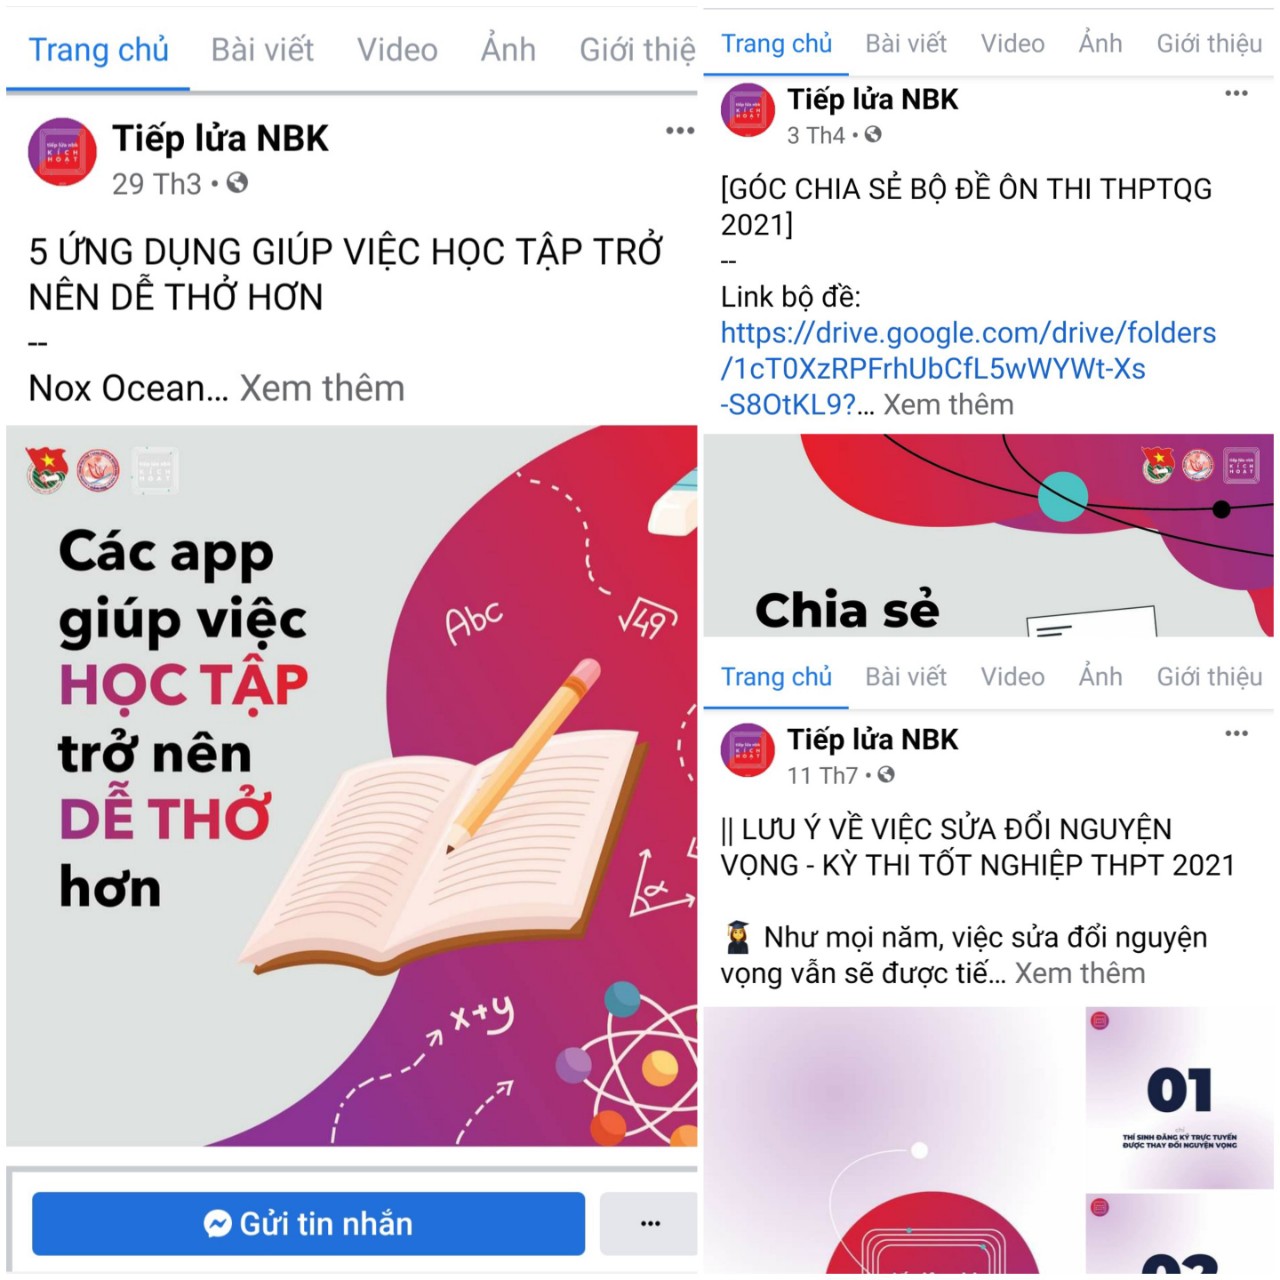 Trang chủ Bài viết Video Ảnh Giới thiệ
Tiếp lửa NBK
29 Th3
5 ỨNG DỤNG GIÚP VIỆC HỌC TẬP TRỞ
NÊN DỄ THỞ HƠN
--
Nox Ocean... Xem thêm
Các app
giúp việc
HỌC TẬP
trở nên
DỄ THỞ
hơn
Abc
√49
α
x+y
Gửi tin nhắn
Trang chủ Bài viết Video Ảnh Giới thiệu
Tiếp lửa NBK
3 Th4
[GÓC CHIA SẺ BỘ ĐỀ ÔN THI THPTQG
2021]
--
Link bộ đề:
https://drive.google.com/drive/folders
/1cT0XzRPFrhUbCfL5wWYWt-Xs
-S8OtKL9?... Xem thêm
Chia sẻ
Trang chủ Bài viết Video Ảnh Giới thiệu
Tiếp lửa NBK
11 Th7
|| LƯU Ý VỀ VIỆC SỬA ĐỔI NGUYỆN
VỌNG - KỲ THI TỐT NGHIỆP THPT 2021
Như mọi năm, việc sửa đổi nguyện
vọng vẫn sẽ được tiế... Xem thêm
01
chỉ
THÍ SINH ĐĂNG KÝ TRỰC TUYẾN
ĐƯỢC THAY ĐỔI NGUYỆN VỌNG
02